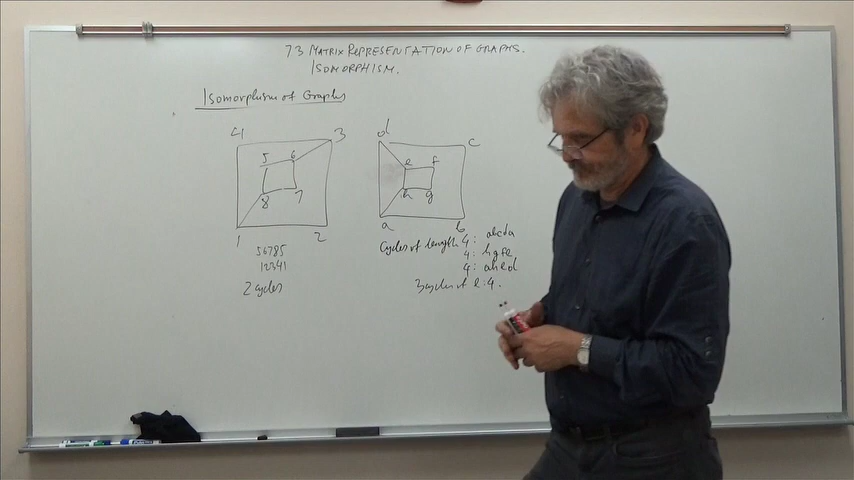 7.3 MATRIX REPRESENTATION OF GRAPHS.
ISOMORPHISM.
Isomorphism of Graphs
4 3
5 6
8 7
1 2
56785
12341
2 cycles
d c
e f
h g
a b
Cycles of length 4: abcda
4: hgfe
4: ahed
3 cycles of l:4.